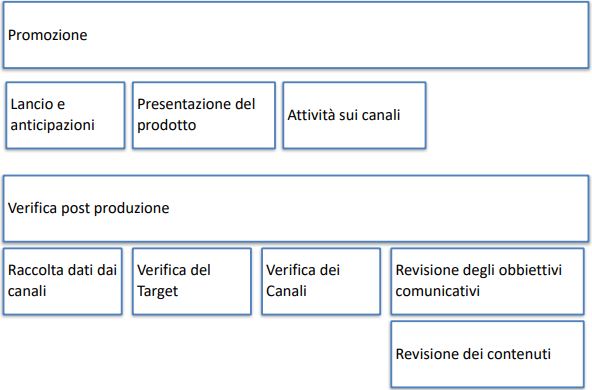 Promozione
Lancio e
anticipazioni
Presentazione del
prodotto
Attività sui canali
Verifica post produzione
Raccolta dati dai
canali
Verifica del
Target
Verifica dei
Canali
Revisione degli obbiettivi
comunicativi
Revisione dei contenuti